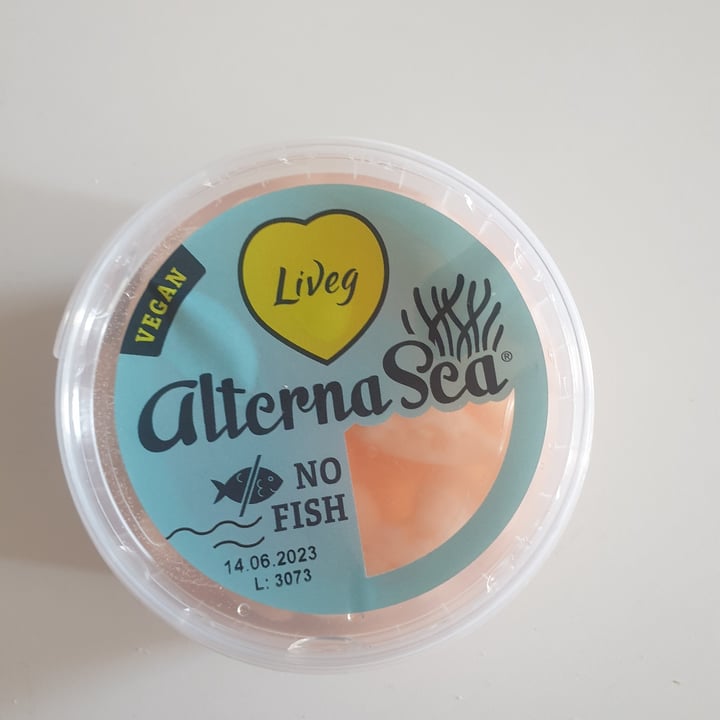 VEGAN
Liveg
alternaSea®
NO
FISH
14.06.2023
L: 3073